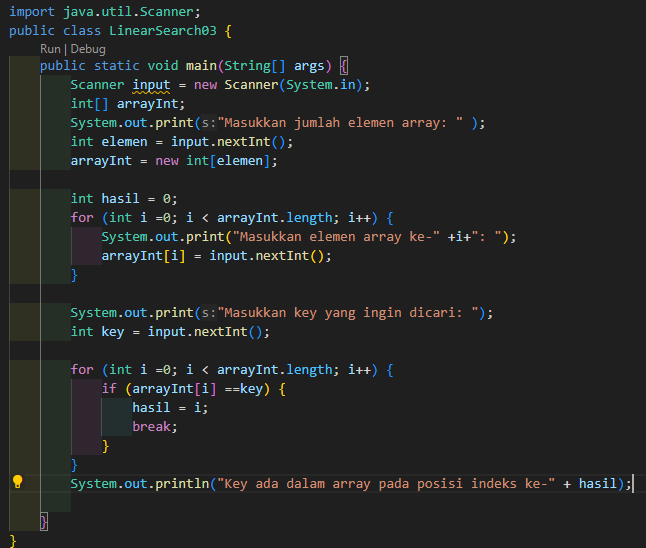 import java.util.Scanner;
public class LinearSearch03 {
Run | Debug
public static void main(String[] args) {
Scanner input = new Scanner(System.in);
int[] arrayInt;
System.out.print(s:"Masukkan jumlah elemen array: " );
int elemen = input.nextInt();
arrayInt = new int[elemen];
int hasil = 0;
for (int i =0; i < arrayInt.length; i++) {
System.out.print("Masukkan elemen array ke-" +i+": ");
arrayInt[i] = input.nextInt();
}
System.out.print(s:"Masukkan key yang ingin dicari: ");
int key = input.nextInt();
for (int i =0; i < arrayInt.length; i++) {
if (arrayInt[i] ==key) {
hasil = i;
break;
}
}
System.out.println("Key ada dalam array pada posisi indeks ke-" + hasil);
}
}